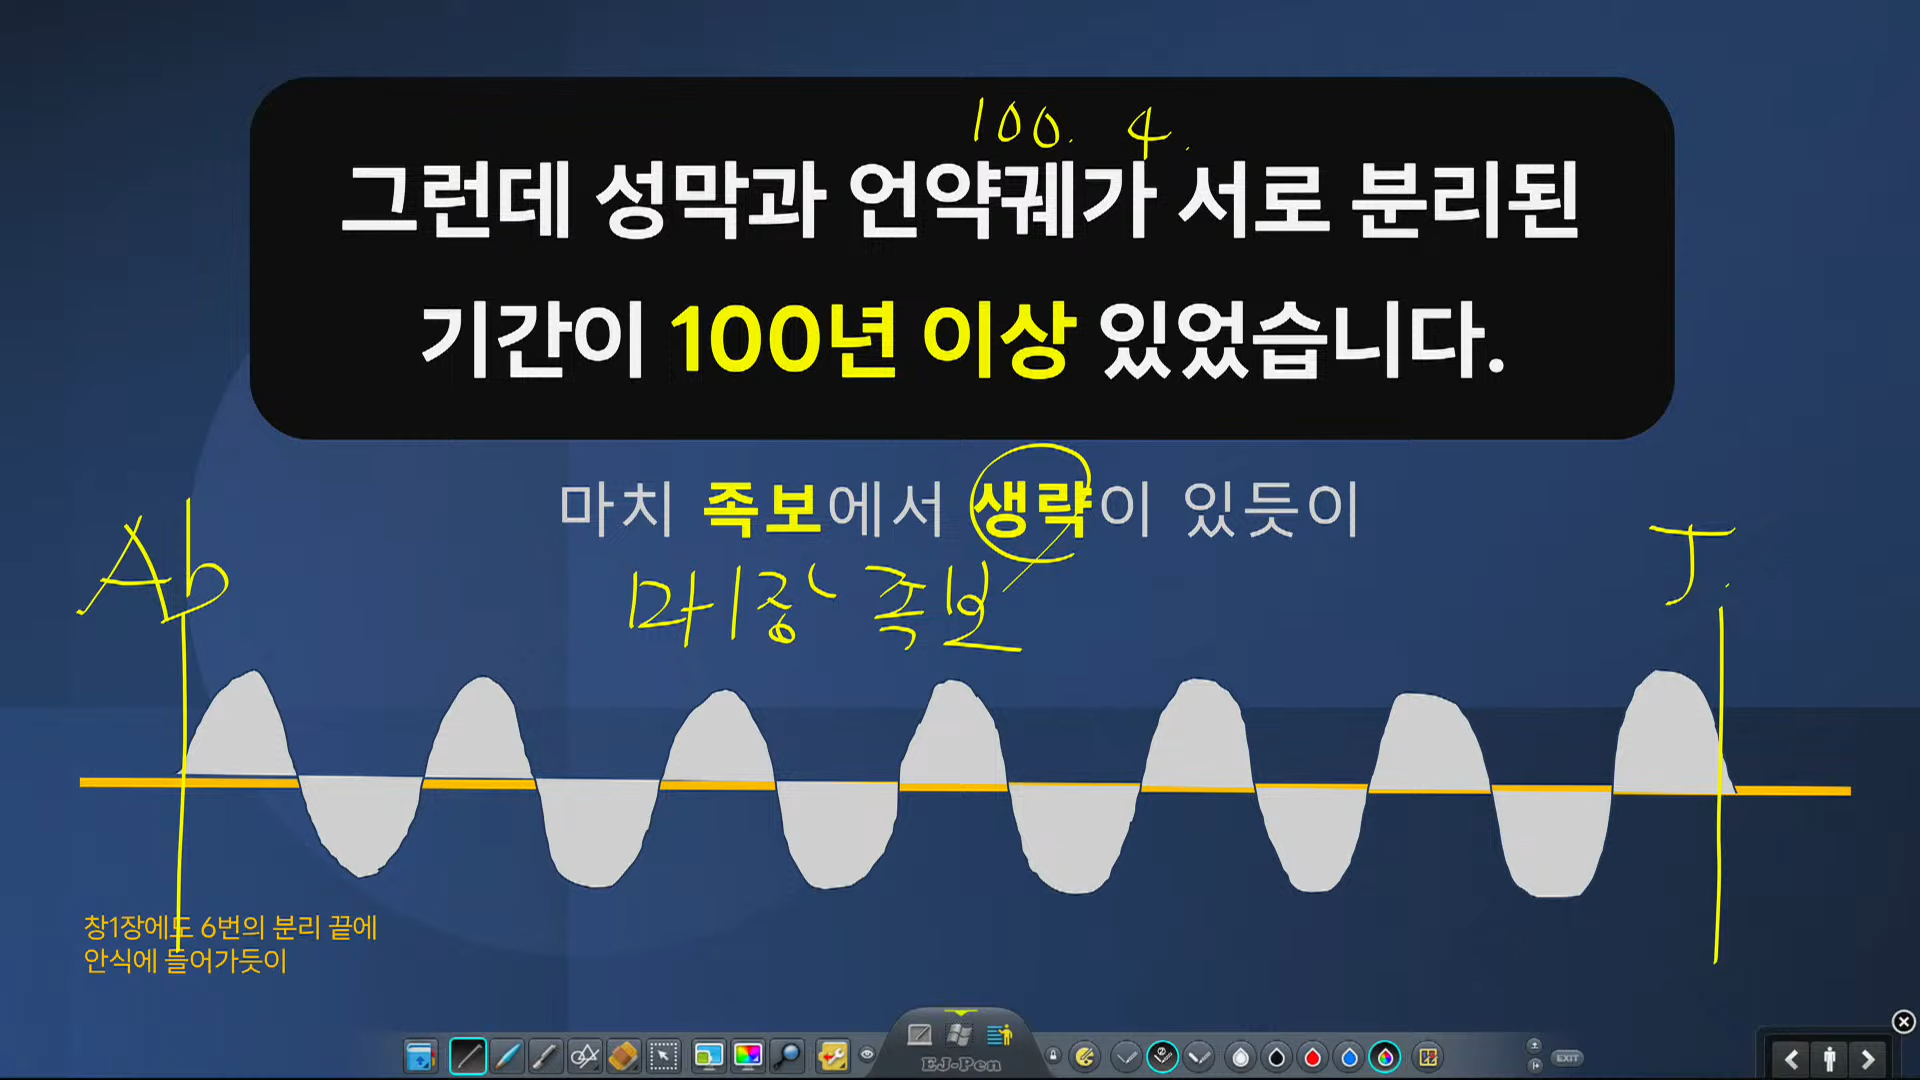 100. 4.
그런데 성막과 언약궤가 서로 분리된
기간이 100년 이상 있었습니다.
마치 족보에서 생략이 있듯이
Ab
J.
마1장 족보
창1장에도 6번의 분리 끝에
안식에 들어가듯이
EJ-Pen
EXIT